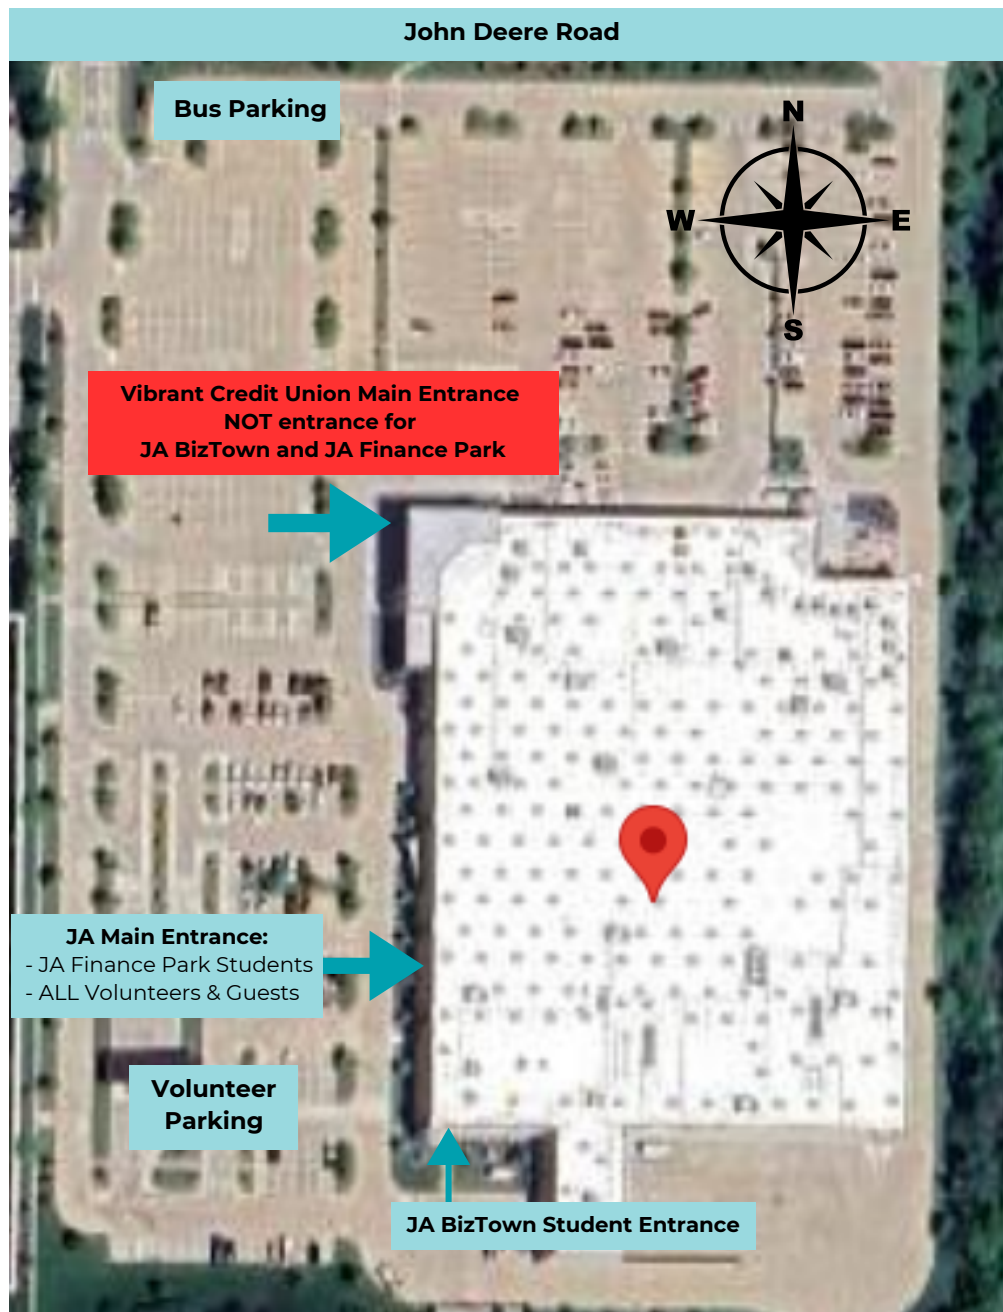 John Deere Road
Bus Parking
N
W
E
S
Vibrant Credit Union Main Entrance
NOT entrance for
JA BizTown and JA Finance Park
JA Main Entrance:
- JA Finance Park Students
- ALL Volunteers & Guests
Volunteer
Parking
JA BizTown Student Entrance